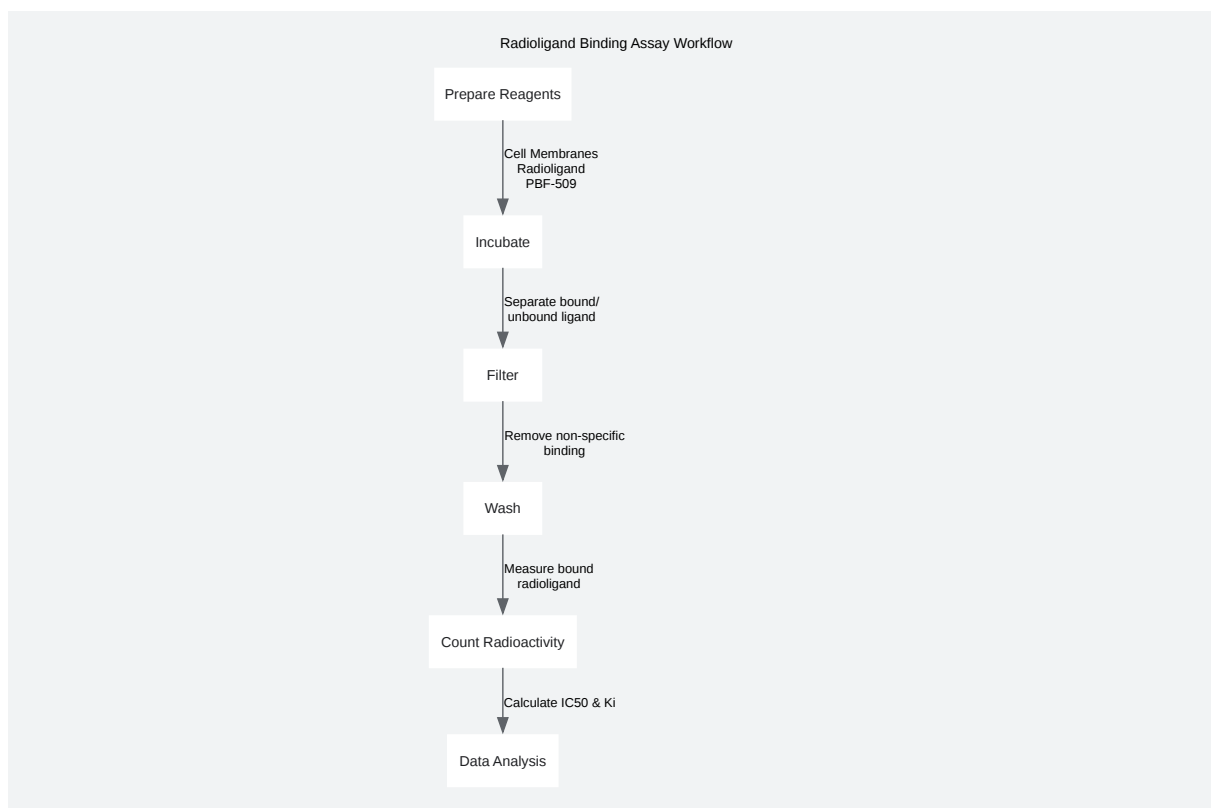 Radioligand Binding Assay Workflow
Prepare Reagents
Cell Membranes
Radioligand
PBF-509
Incubate
Separate bound/
unbound ligand
Filter
Remove non-specific
binding
Wash
Measure bound
radioligand
Count Radioactivity
Calculate IC50 & Ki
Data Analysis